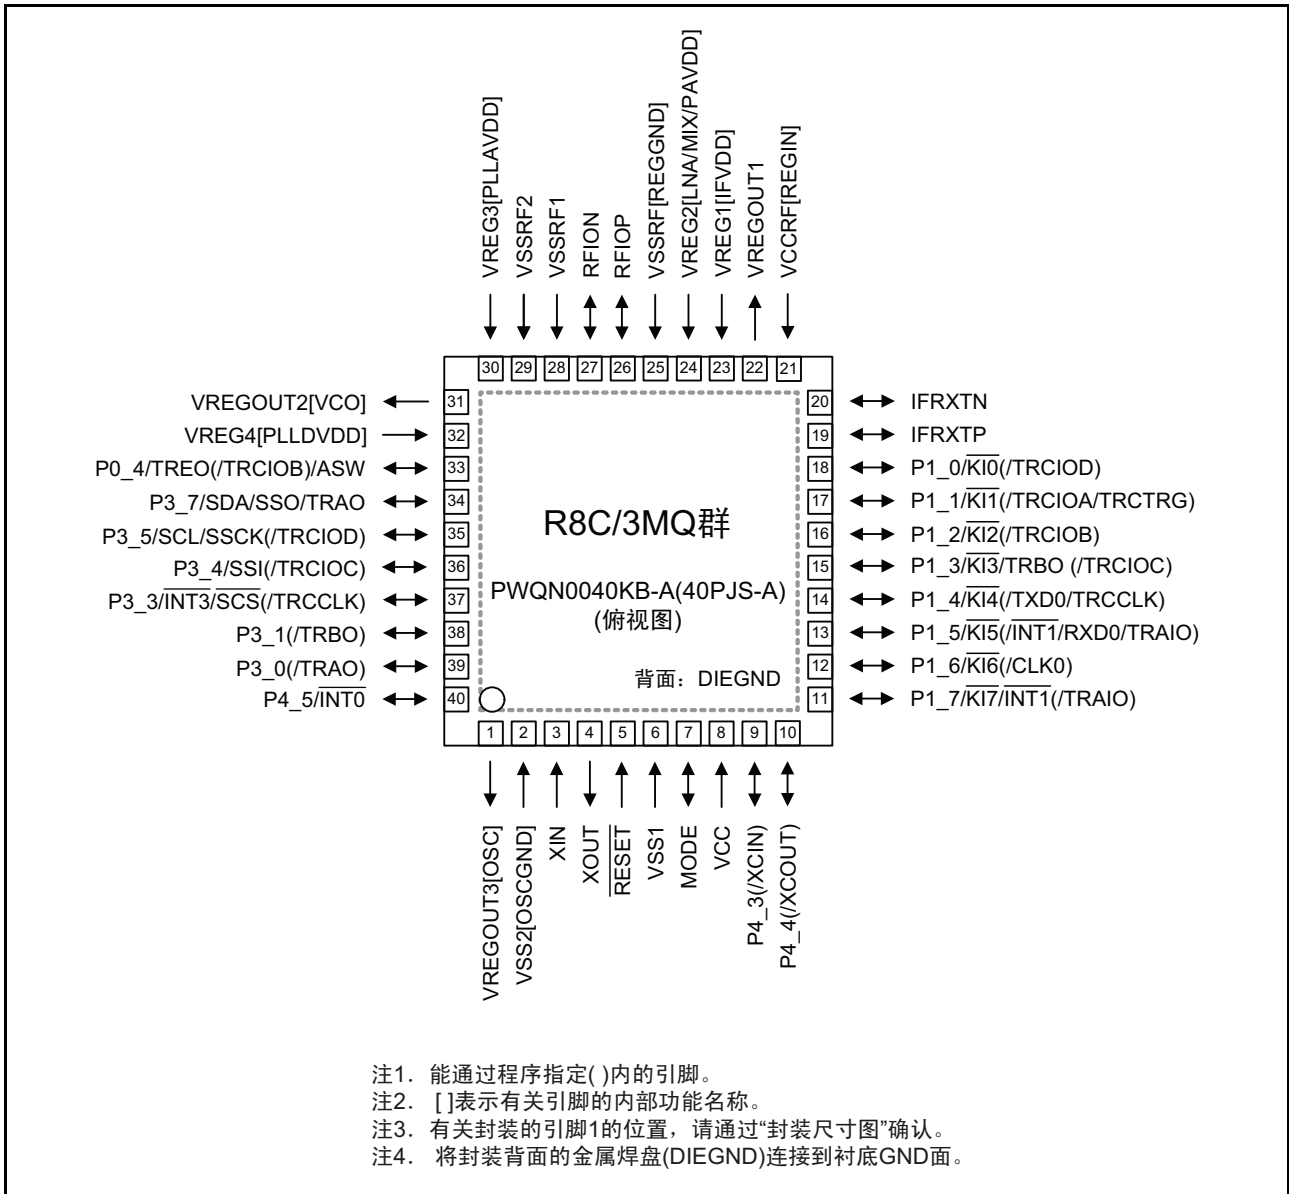 VREG3[PLLAVDD]
VSSRF2
VSSRF1
RFION
RFIOP
VSSRF[REGGND]
VREG2[LNA/MIX/PAVDD]
VREG1[IFVDD]
VREGOUT1
VCCRF[REGIN]
30 29 28 27 26 25 24 23 22 21
VREGOUT2[VCO] 31
VREG4[PLLDVDD] 32
P0_4/TREO(/TRCIOB)/ASW 33
P3_7/SDA/SSO/TRAO 34
P3_5/SCL/SSCK(/TRCIOD) 35
P3_4/SSI(/TRCIOC) 36
P3_3/INT3/SCS(/TRCCLK) 37
P3_1(/TRBO) 38
P3_0(/TRAO) 39
P4_5/INT0 40
R8C/3MQ群
PWQN0040KB-A(40PJS-A)
(俯视图)
背面：DIEGND
20 IFRXTN
19 IFRXTP
18 P1_0/KI0(/TRCIOD)
17 P1_1/KI1(/TRCIOA/TRCTRG)
16 P1_2/KI2(/TRCIOB)
15 P1_3/KI3/TRBO (/TRCIOC)
14 P1_4/KI4(/TXD0/TRCCLK)
13 P1_5/KI5(/INT1/RXD0/TRAIO)
12 P1_6/KI6(/CLK0)
11 P1_7/KI7/INT1(/TRAIO)
1 2 3 4 5 6 7 8 9 10
VREGOUT3[OSC]
VSS2[OSCGND]
XIN
XOUT
RESET
VSS1
MODE
VCC
P4_3(/XCIN)
P4_4(/XCOUT)
注1. 能通过程序指定( )内的引脚。
注2. [ ]表示有关引脚的内部功能名称。
注3. 有关封装的引脚1的位置，请通过“封装尺寸图”确认。
注4. 将封装背面的金属焊盘(DIEGND)连接到衬底GND面。